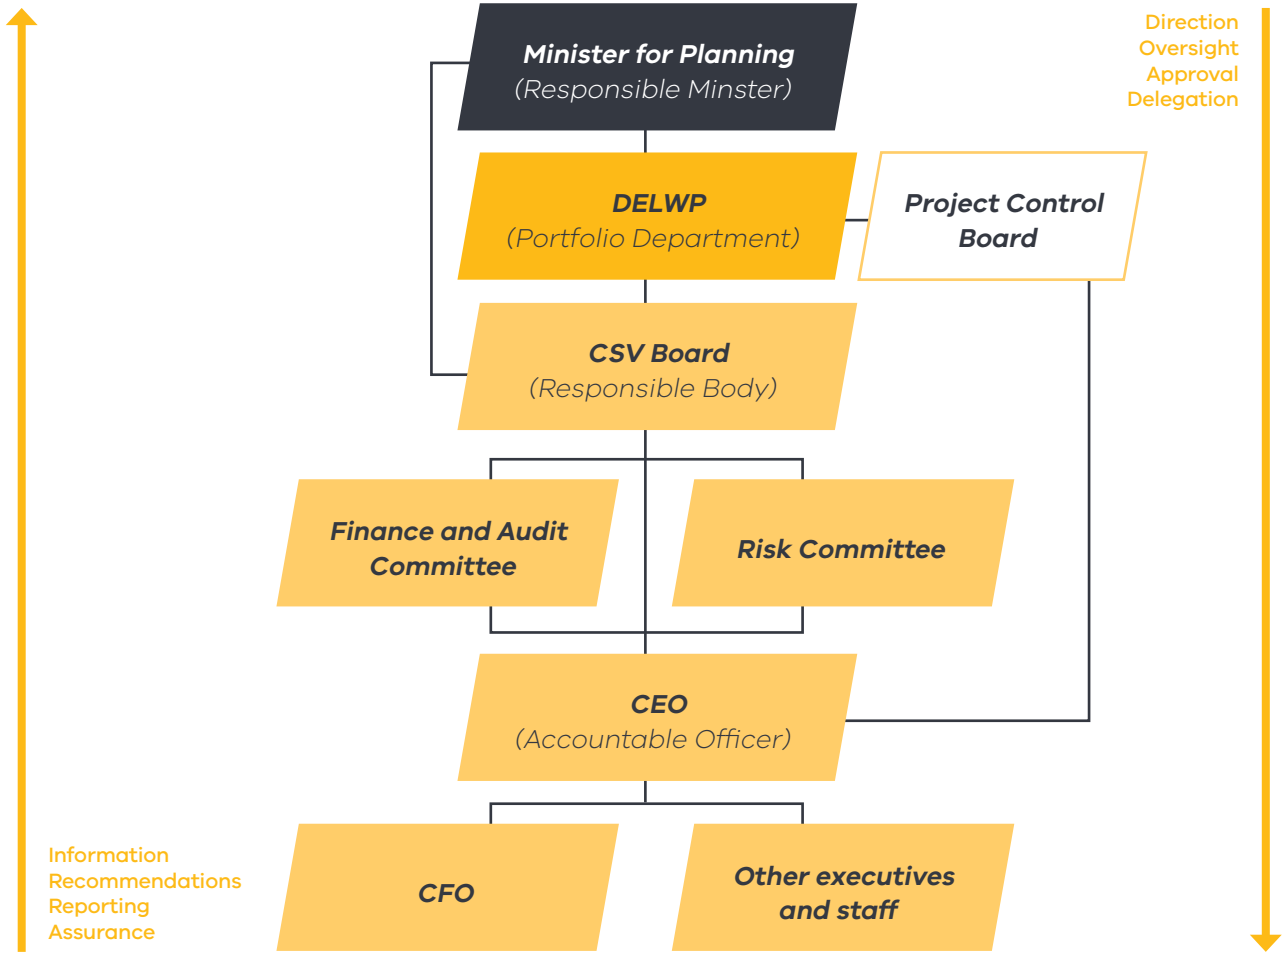 Minister for Planning
(Responsible Minster)
Direction
Oversight
Approval
Delegation
DELWP
(Portfolio Department)
Project Control
Board
CSV Board
(Responsible Body)
Finance and Audit
Committee
Risk Committee
CEO
(Accountable Officer)
Information
Recommendations
Reporting
Assurance
CFO
Other executives
and staff